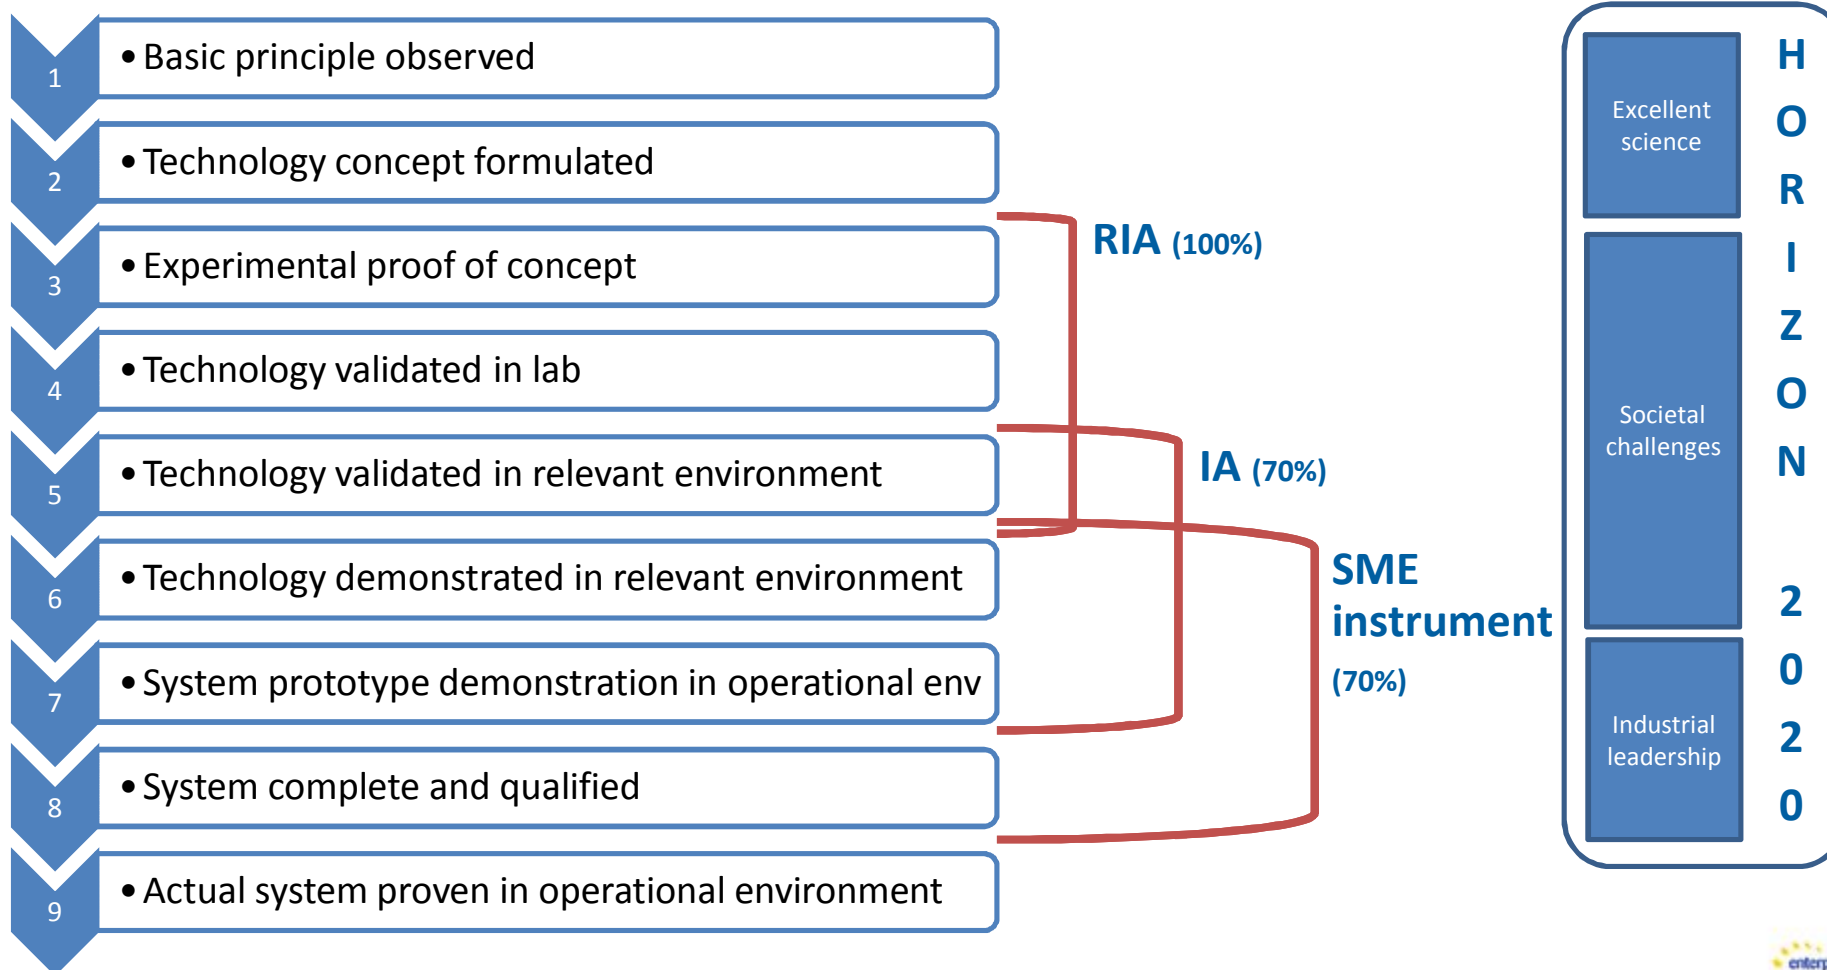 1
• Basic principle observed
2
• Technology concept formulated
3
• Experimental proof of concept
4
• Technology validated in lab
5
• Technology validated in relevant environment
6
• Technology demonstrated in relevant environment
7
• System prototype demonstration in operational env
8
• System complete and qualified
9
• Actual system proven in operational environment
RIA (100%)
IA (70%)
SME
instrument
(70%)
Excellent
science
Societal
challenges
Industrial
leadership
H
O
R
I
Z
O
N
2
0
2
0
enterp